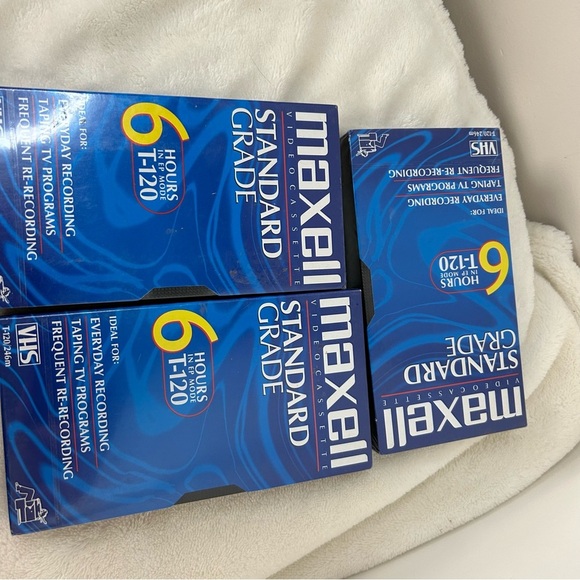 maxell
VIDEOCASSETTE
STANDARD
GRADE
6 HOURS
IN EP MODE
T-120
IDEAL FOR:
EVERYDAY RECORDING
TAPING TV PROGRAMS
FREQUENT RE-RECORDING
maxell
VIDEOCASSETTE
STANDARD
GRADE
6 HOURS
IN EP MODE
T-120
IDEAL FOR:
EVERYDAY RECORDING
TAPING TV PROGRAMS
FREQUENT RE-RECORDING
VHS
T-120/246m
maxell
VIDEOCASSETTE
STANDARD
GRADE
6 HOURS
IN EP MODE
T-120
IDEAL FOR:
EVERYDAY RECORDING
TAPING TV PROGRAMS
FREQUENT RE-RECORDING
VHS
T-120/246m